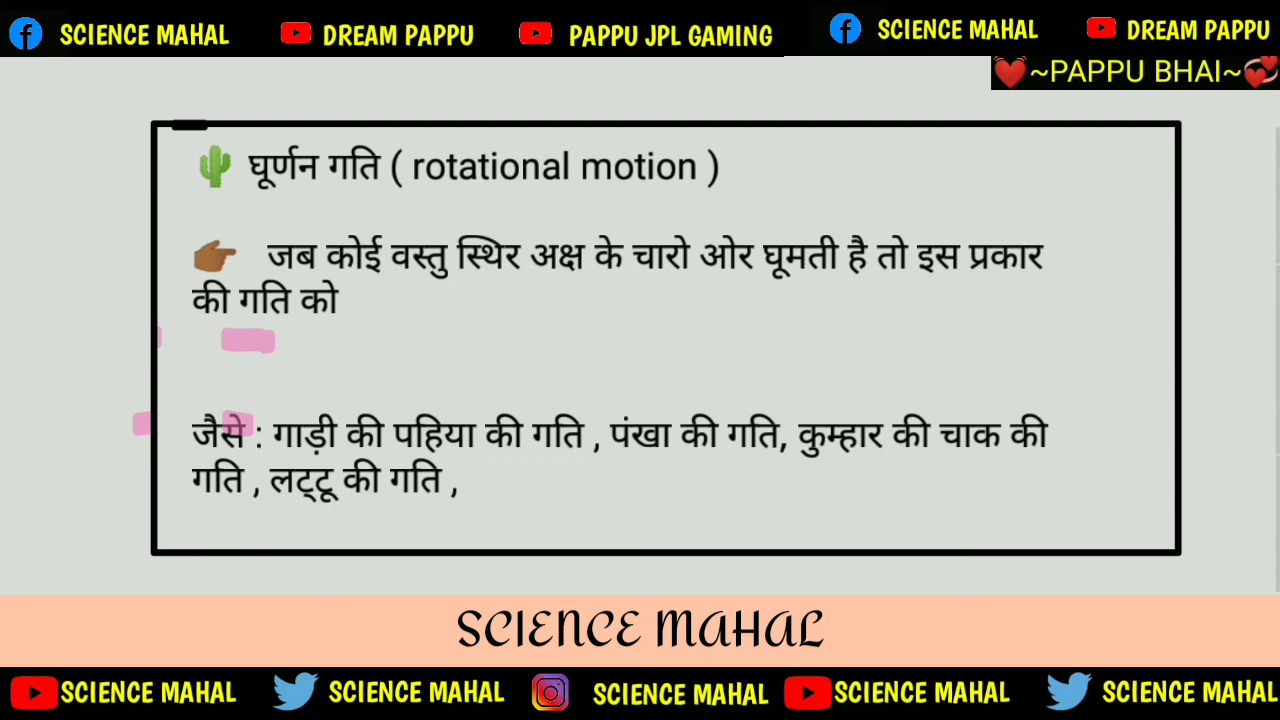 SCIENCE MAHAL DREAM PAPPU PAPPU JPL GAMING SCIENCE MAHAL DREAM PAPPU
~PAPPU BHAI~
घूर्णन गति ( rotational motion )
जब कोई वस्तु स्थिर अक्ष के चारो ओर घूमती है तो इस प्रकार
की गति को
जैसे : गाड़ी की पहिया की गति , पंखा की गति, कुम्हार की चाक की
गति , लट्टू की गति ,
SCIENCE MAHAL
SCIENCE MAHAL SCIENCE MAHAL SCIENCE MAHAL SCIENCE MAHAL SCIENCE MAHAL